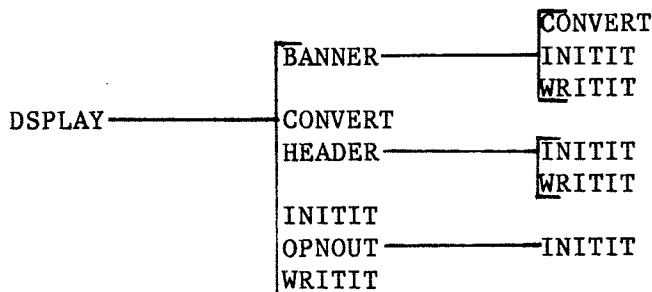 CONVERT
BANNER INITIT
WRITIT
DSPLAY CONVERT
HEADER INITIT
WRITIT
INITIT
OPNOUT INITIT
WRITIT